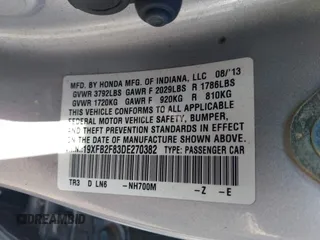 MFD. BY HONDA MFG. OF INDIANA, LLC 08/'13
GVWR 3792LBS GAWR F 2029LBS R 1786LBS
GVWR 1720KG GAWR F 920KG R 810KG
THIS VEHICLE CONFORMS TO ALL APPLICABLE
FEDERAL MOTOR VEHICLE SAFETY, BUMPER,
AND THEFT PREVENTION STANDARDS IN EFFECT ON
THE DATE OF MANUFACTURE SHOWN ABOVE.
19XFB2F83DE270382 TYPE: PASSENGER CAR
TR3 D LN6 -NH700M -Z -E
© DREAMSID.COM